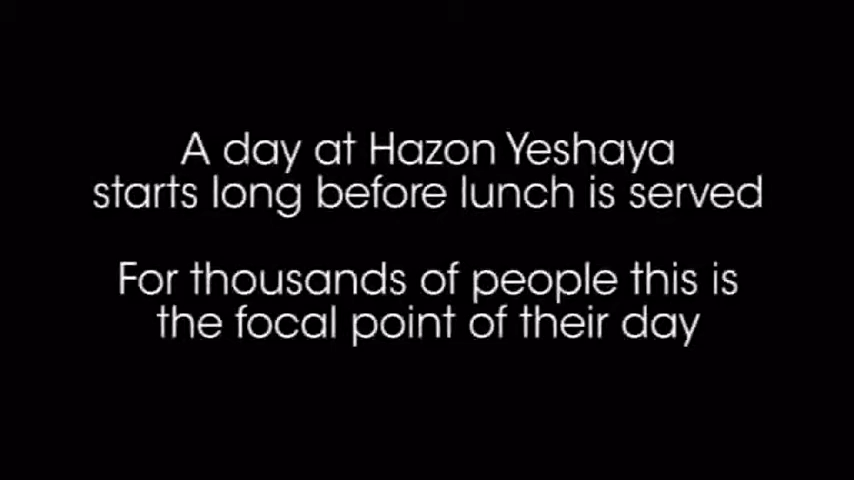 A day at Hazon Yeshaya
starts long before lunch is served
For thousands of people this is
the focal point of their day